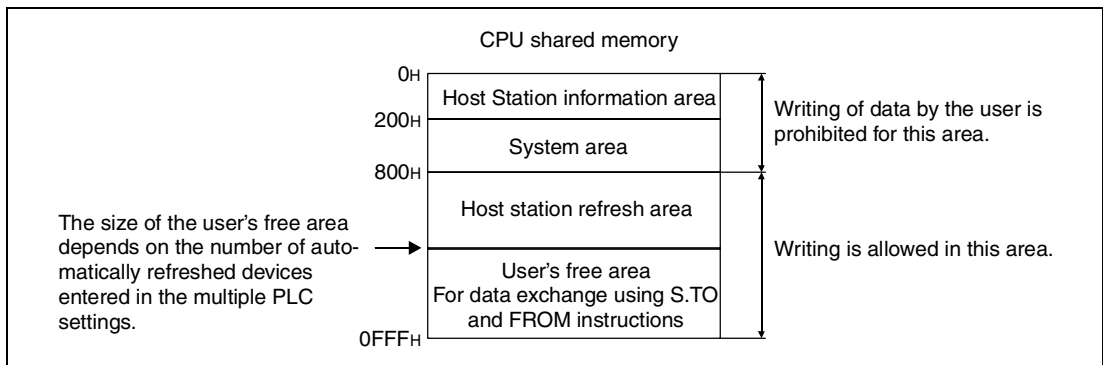 CPU shared memory
0H
Host Station information area
Writing of data by the user is
prohibited for this area.
200H
System area
800H
Host station refresh area
The size of the user's free area
depends on the number of auto-
matically refreshed devices
entered in the multiple PLC
settings.
Writing is allowed in this area.
User's free area
For data exchange using S.TO
and FROM instructions
0FFFH